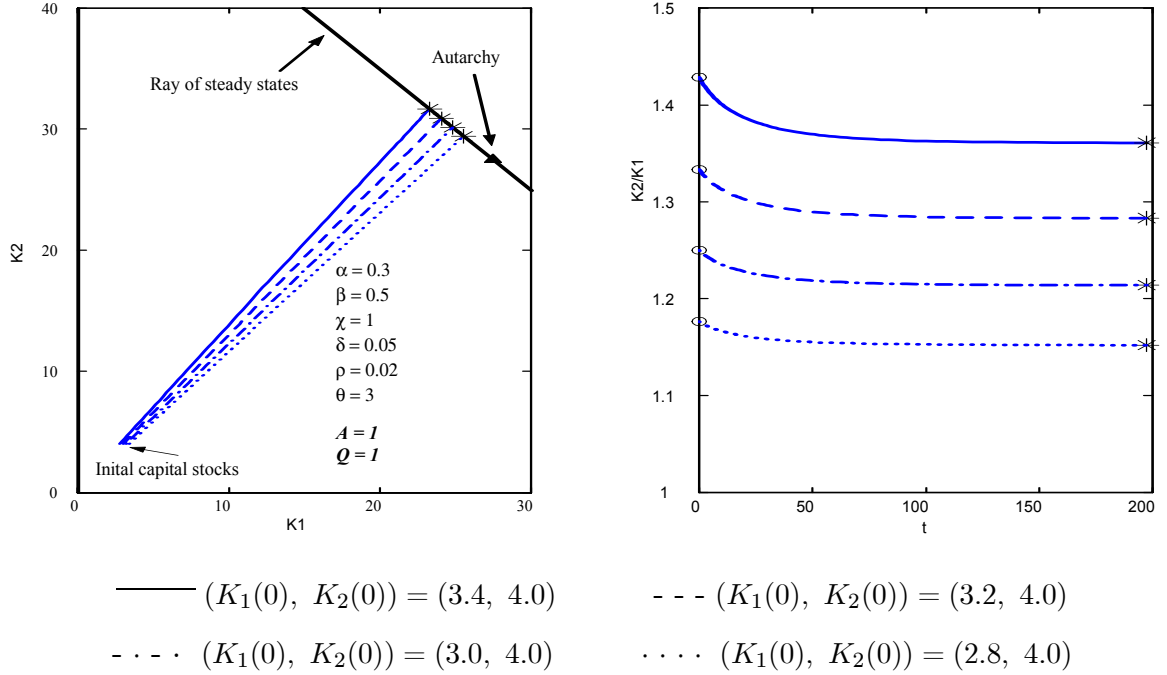 40
30
20
10
0
K2
0
10
20
30
K1
Ray of steady states
Autarchy
α = 0.3
β = 0.5
χ = 1
δ = 0.05
ρ = 0.02
θ = 3
A = 1
Q = 1
Inital capital stocks
1.5
1.4
1.3
1.2
1.1
1
K2/K1
0
50
100
150
200
t
(K₁(0), K₂(0)) = (3.4, 4.0)
(K₁(0), K₂(0)) = (3.2, 4.0)
(K₁(0), K₂(0)) = (3.0, 4.0)
(K₁(0), K₂(0)) = (2.8, 4.0)